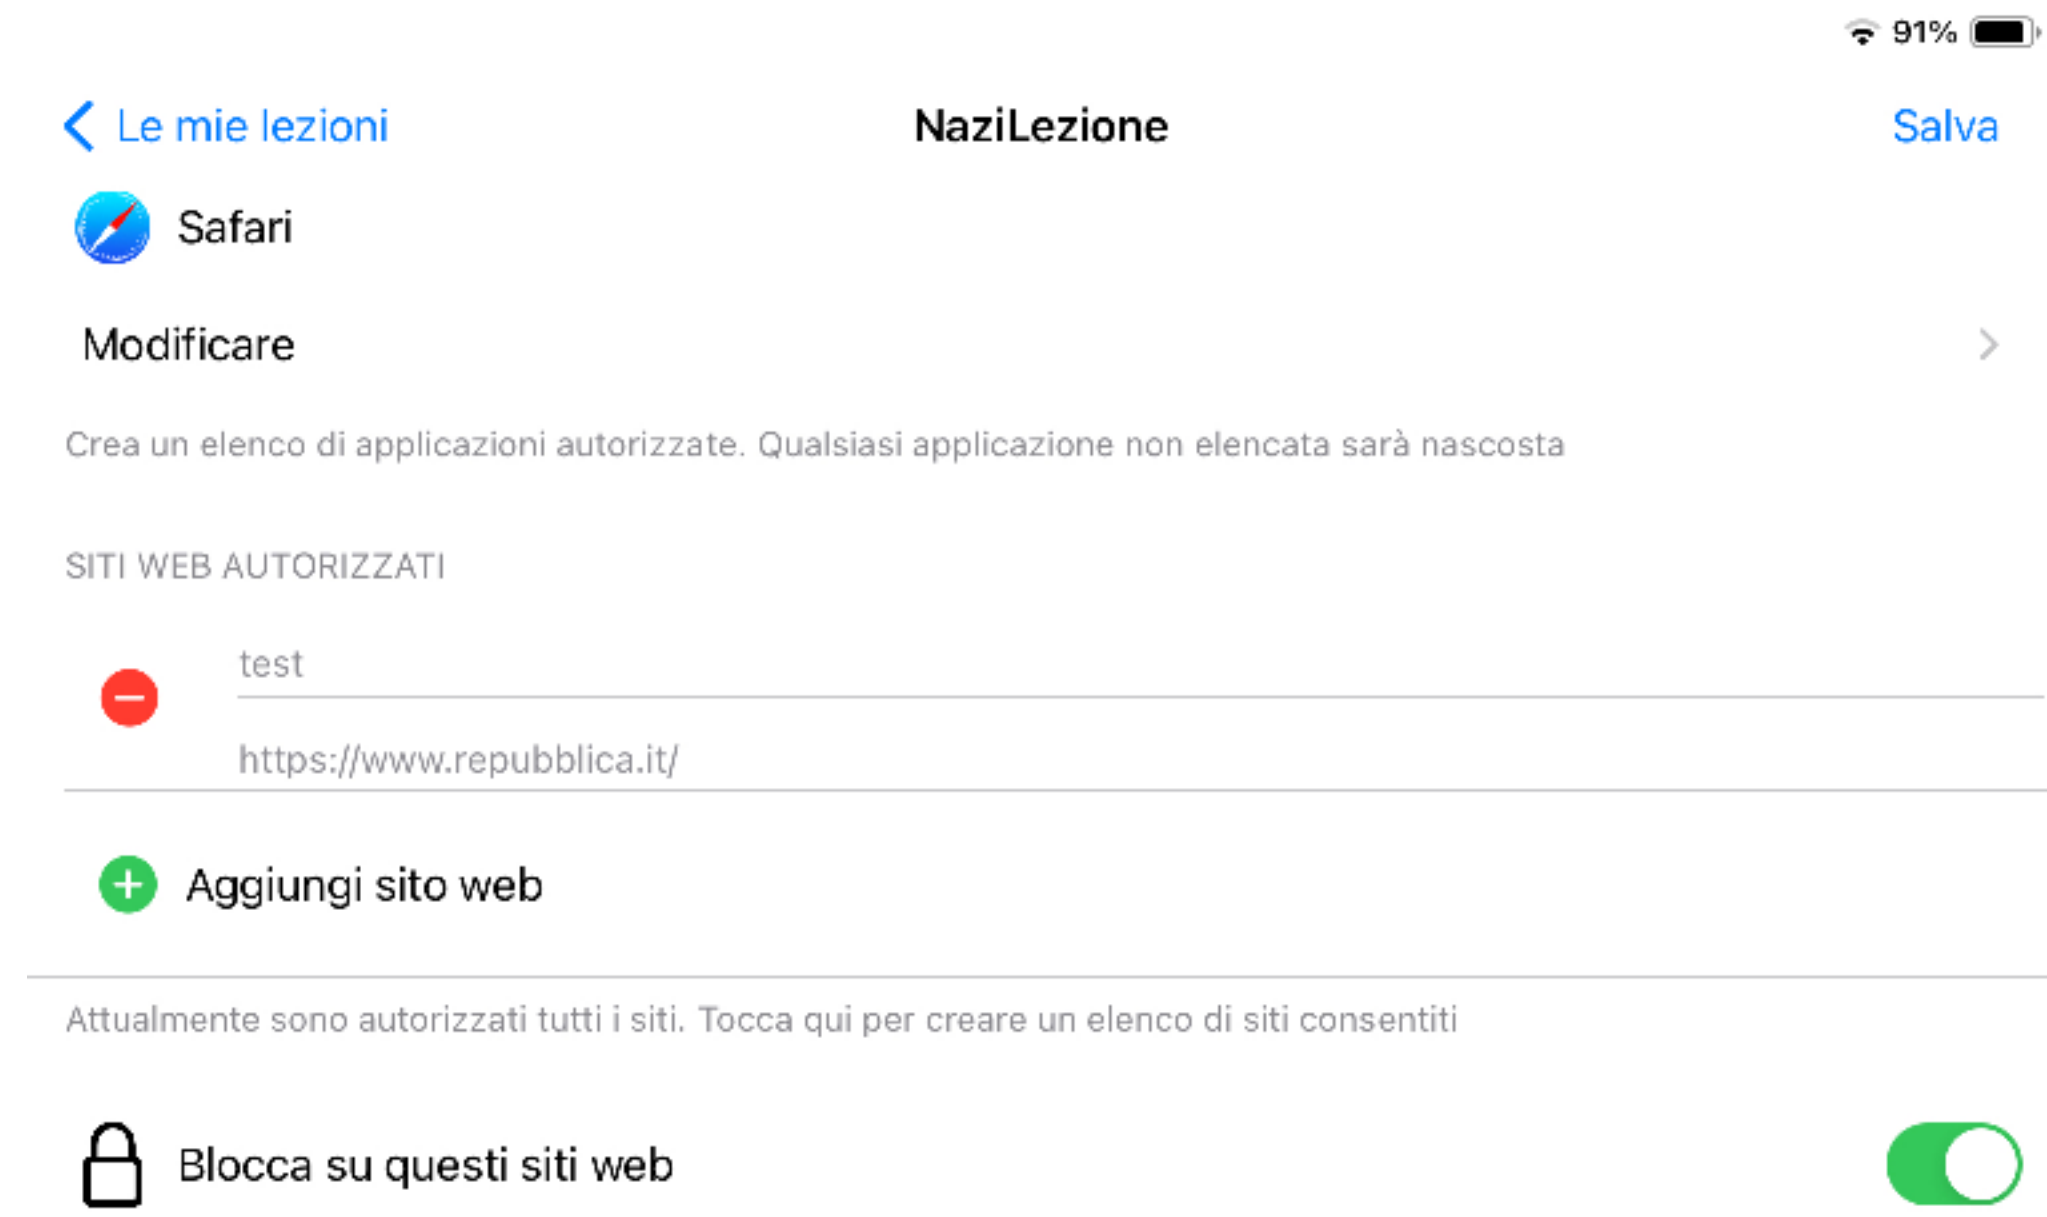 91%
Le mie lezioni NaziLezione Salva
Safari
Modificare
Crea un elenco di applicazioni autorizzate. Qualsiasi applicazione non elencata sarà nascosta
SITI WEB AUTORIZZATI
test
https://www.repubblica.it/
Aggiungi sito web
Attualmente sono autorizzati tutti i siti. Tocca qui per creare un elenco di siti consentiti
Blocca su questi siti web